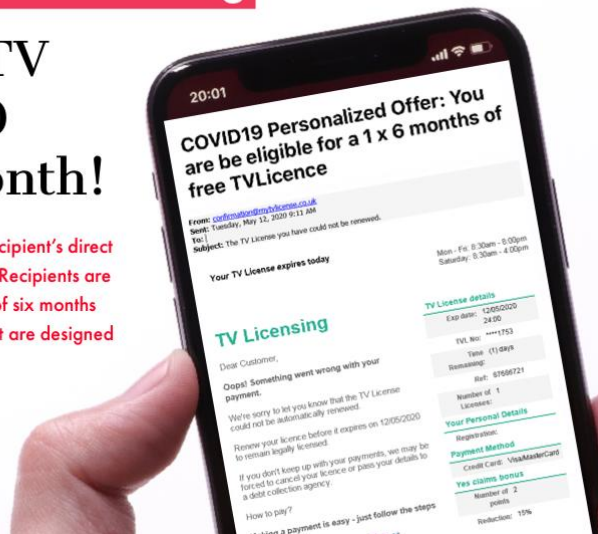 TV
onth!
cipient's direct
Recipients are
of six months
t are designed
20:01
COVID19 Personalized Offer: You
are be eligible for a 1 x 6 months of
free TVLicence
From: confirmation@mytvlicense.co.uk
Sent: Tuesday, May 12, 2020 9:11 AM
To:
Subject: The TV License you have could not be renewed.
Your TV License expires today
Mon - Fri: 8:30am - 8:00pm
Saturday: 8:30am - 4:00pm
TV Licensing
Dear Customer,
Oops! Something went wrong with your
payment.
We're sorry to let you know that the TV License
could not be automatically renewed.
Renew your licence before it expires on 12/05/2020
to remain legally licensed.
If you don't keep up with your payments, we may be
forced to cancel your licence or pass your details to
a debt collection agency.
How to pay?
a payment is easy - just follow the steps
TV License details
Exp date: 12/05/2020
24:00
TVL No: ****1753
Time (1) days
Remaining:
Ref: 67686721
Number of 1
Licenses:
Your Personal Details
Registration:
Payment Method
Credit Card: Visa/MasterCard
Yes claims bonus
Number of 2
points
Reduction: 15%